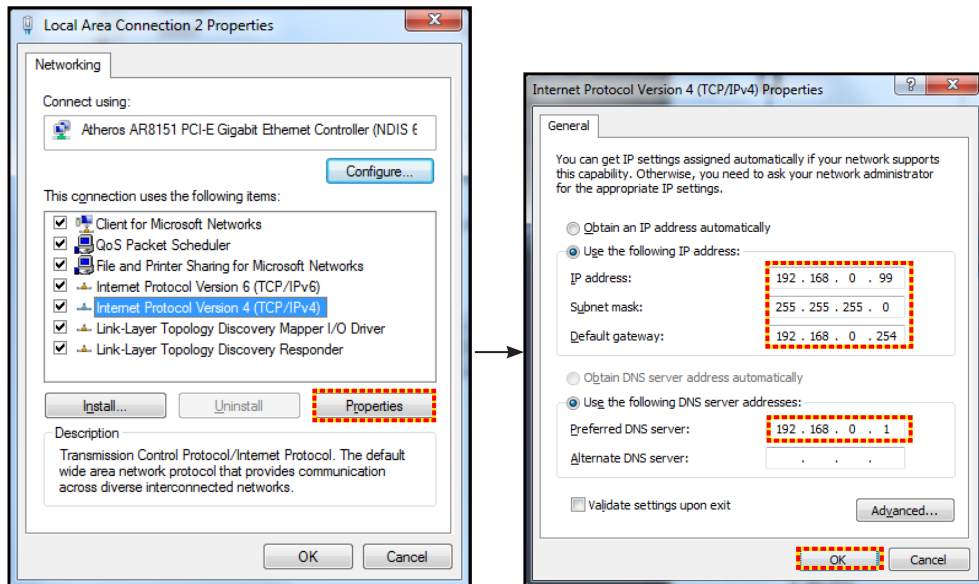 Local Area Connection 2 Properties
Networking
Connect using:
Atheros AR8151 PCI-E Gigabit Ethernet Controller (NDIS 6
Configure...
This connection uses the following items:
Client for Microsoft Networks
QoS Packet Scheduler
File and Printer Sharing for Microsoft Networks
Internet Protocol Version 6 (TCP/IPv6)
Internet Protocol Version 4 (TCP/IPv4)
Link-Layer Topology Discovery Mapper I/O Driver
Link-Layer Topology Discovery Responder
Install...
Uninstall
Properties
Description
Transmission Control Protocol/Internet Protocol. The default
wide area network protocol that provides communication
across diverse interconnected networks.
OK
Cancel
Internet Protocol Version 4 (TCP/IPv4) Properties
?
General
You can get IP settings assigned automatically if your network supports
this capability. Otherwise, you need to ask your network administrator
for the appropriate IP settings.
Obtain an IP address automatically
Use the following IP address:
IP address: 192 . 168 . 0 . 99
Subnet mask: 255 . 255 . 255 . 0
Default gateway: 192 . 168 . 0 . 254
Obtain DNS server address automatically
Use the following DNS server addresses:
Preferred DNS server: 192 . 168 . 0 . 1
Alternate DNS server: . . .
Validate settings upon exit
Advanced...
OK
Cancel